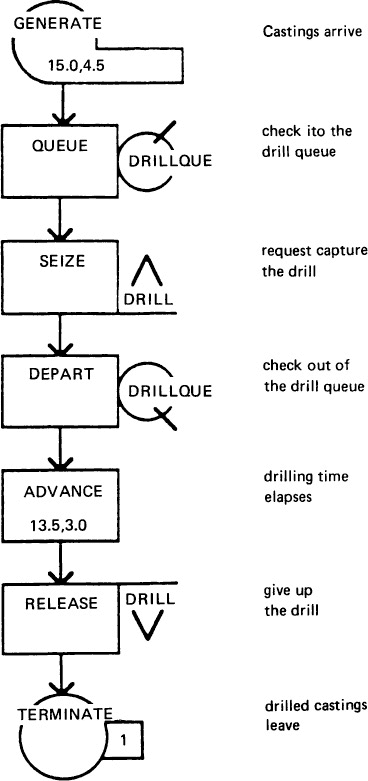 GENERATE
Castings arrive
15.0,4.5
QUEUE
DRILLQUE
check ito the
drill queue
SEIZE
DRILL
request capture
the drill
DEPART
DRILLQUE
check out of
the drill queue
ADVANCE
13.5,3.0
drilling time
elapses
RELEASE
DRILL
give up
the drill
TERMINATE
1
drilled castings
leave